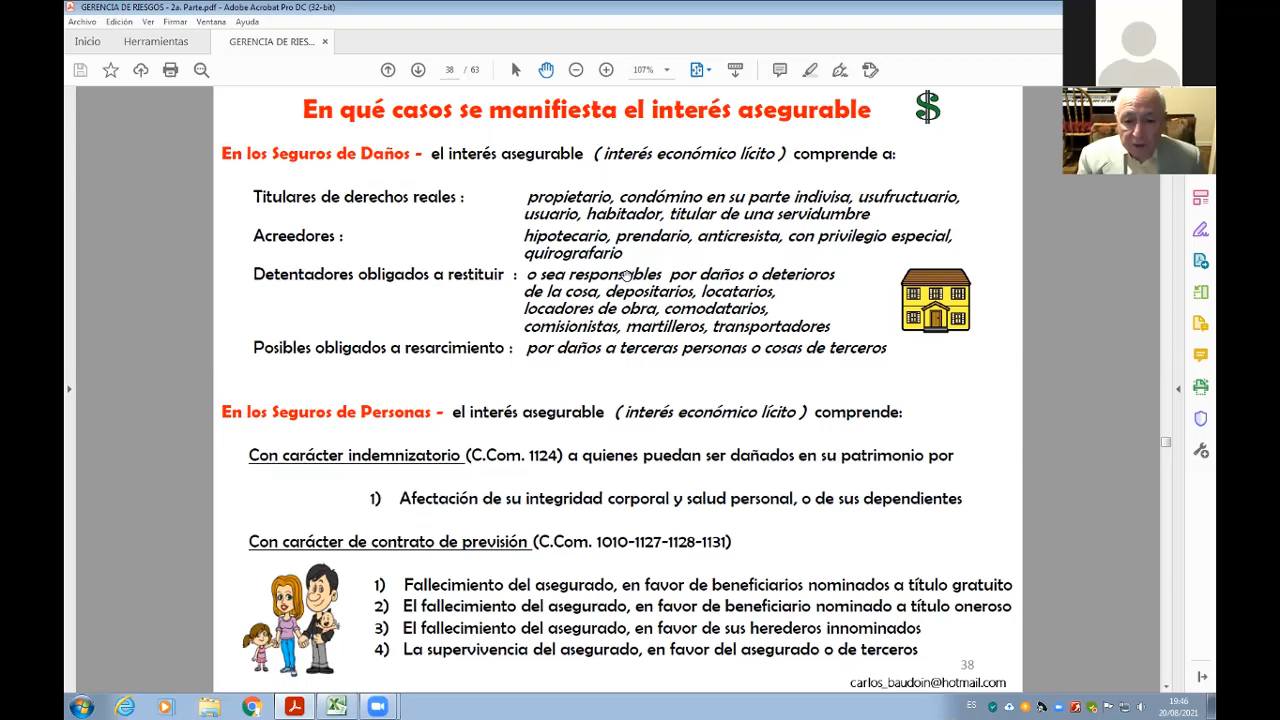 GERENCIA DE RIESGOS - 2a. Parte.pdf - Adobe Acrobat Pro DC (32-bit)
Archivo Edición Ver Firmar Ventana Ayuda
Inicio Herramientas GERENCIA DE RIES... ×
38 / 63 107%
En qué casos se manifiesta el interés asegurable $
En los Seguros de Daños - el interés asegurable ( interés económico lícito ) comprende a:
Titulares de derechos reales : propietario, condómino en su parte indivisa, usufructuario,
usuario, habitador, titular de una servidumbre
Acreedores : hipotecario, prendario, anticresista, con privilegio especial,
quirografario
Detentadores obligados a restituir : o sea responsables por daños o deterioros
de la cosa, depositarios, locatarios,
locadores de obra, comodatarios,
comisionistas, martilleros, transportadores
Posibles obligados a resarcimiento : por daños a terceras personas o cosas de terceros
En los Seguros de Personas - el interés asegurable ( interés económico lícito ) comprende:
Con carácter indemnizatorio (C.Com. 1124) a quienes puedan ser dañados en su patrimonio por
1) Afectación de su integridad corporal y salud personal, o de sus dependientes
Con carácter de contrato de previsión (C.Com. 1010-1127-1128-1131)
1) Fallecimiento del asegurado, en favor de beneficiarios nominados a título gratuito
2) El fallecimiento del asegurado, en favor de beneficiario nominado a título oneroso
3) El fallecimiento del asegurado, en favor de sus herederos innominados
4) La supervivencia del asegurado, en favor del asegurado o de terceros
38
carlos_baudoin@hotmail.com
ES
19:46
20/08/2021